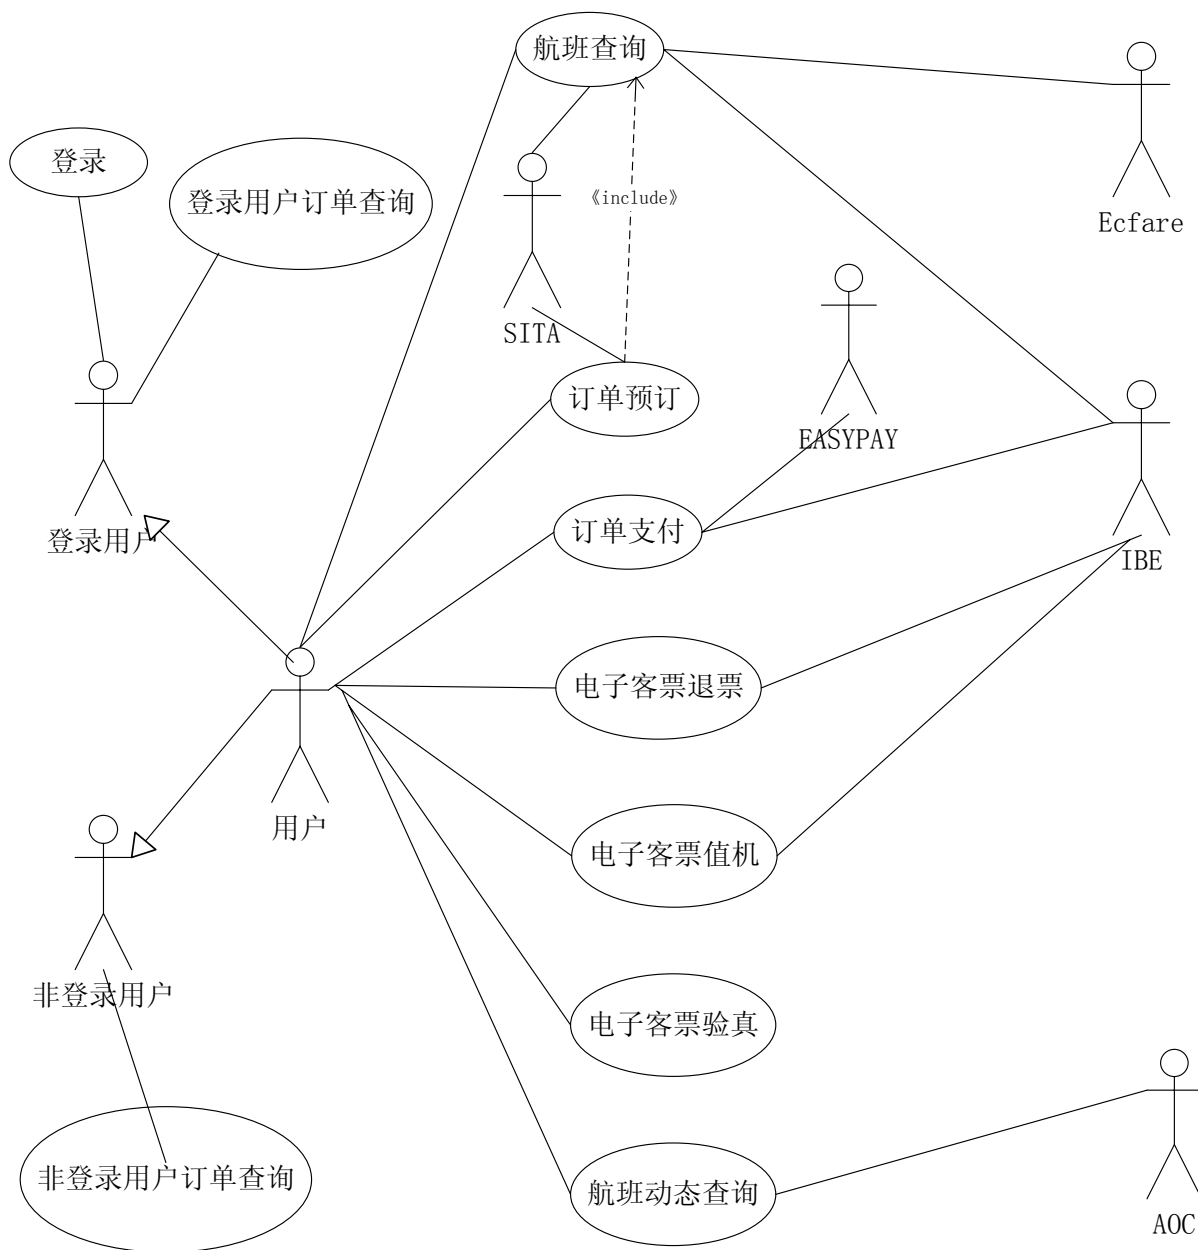 航班查询
登录
登录用户订单查询
《include》
Ecfare
SITA
订单预订
EASYPAY
订单支付
登录用户
IBE
电子客票退票
用户
电子客票值机
非登录用户
电子客票验真
非登录用户订单查询
航班动态查询
AOC